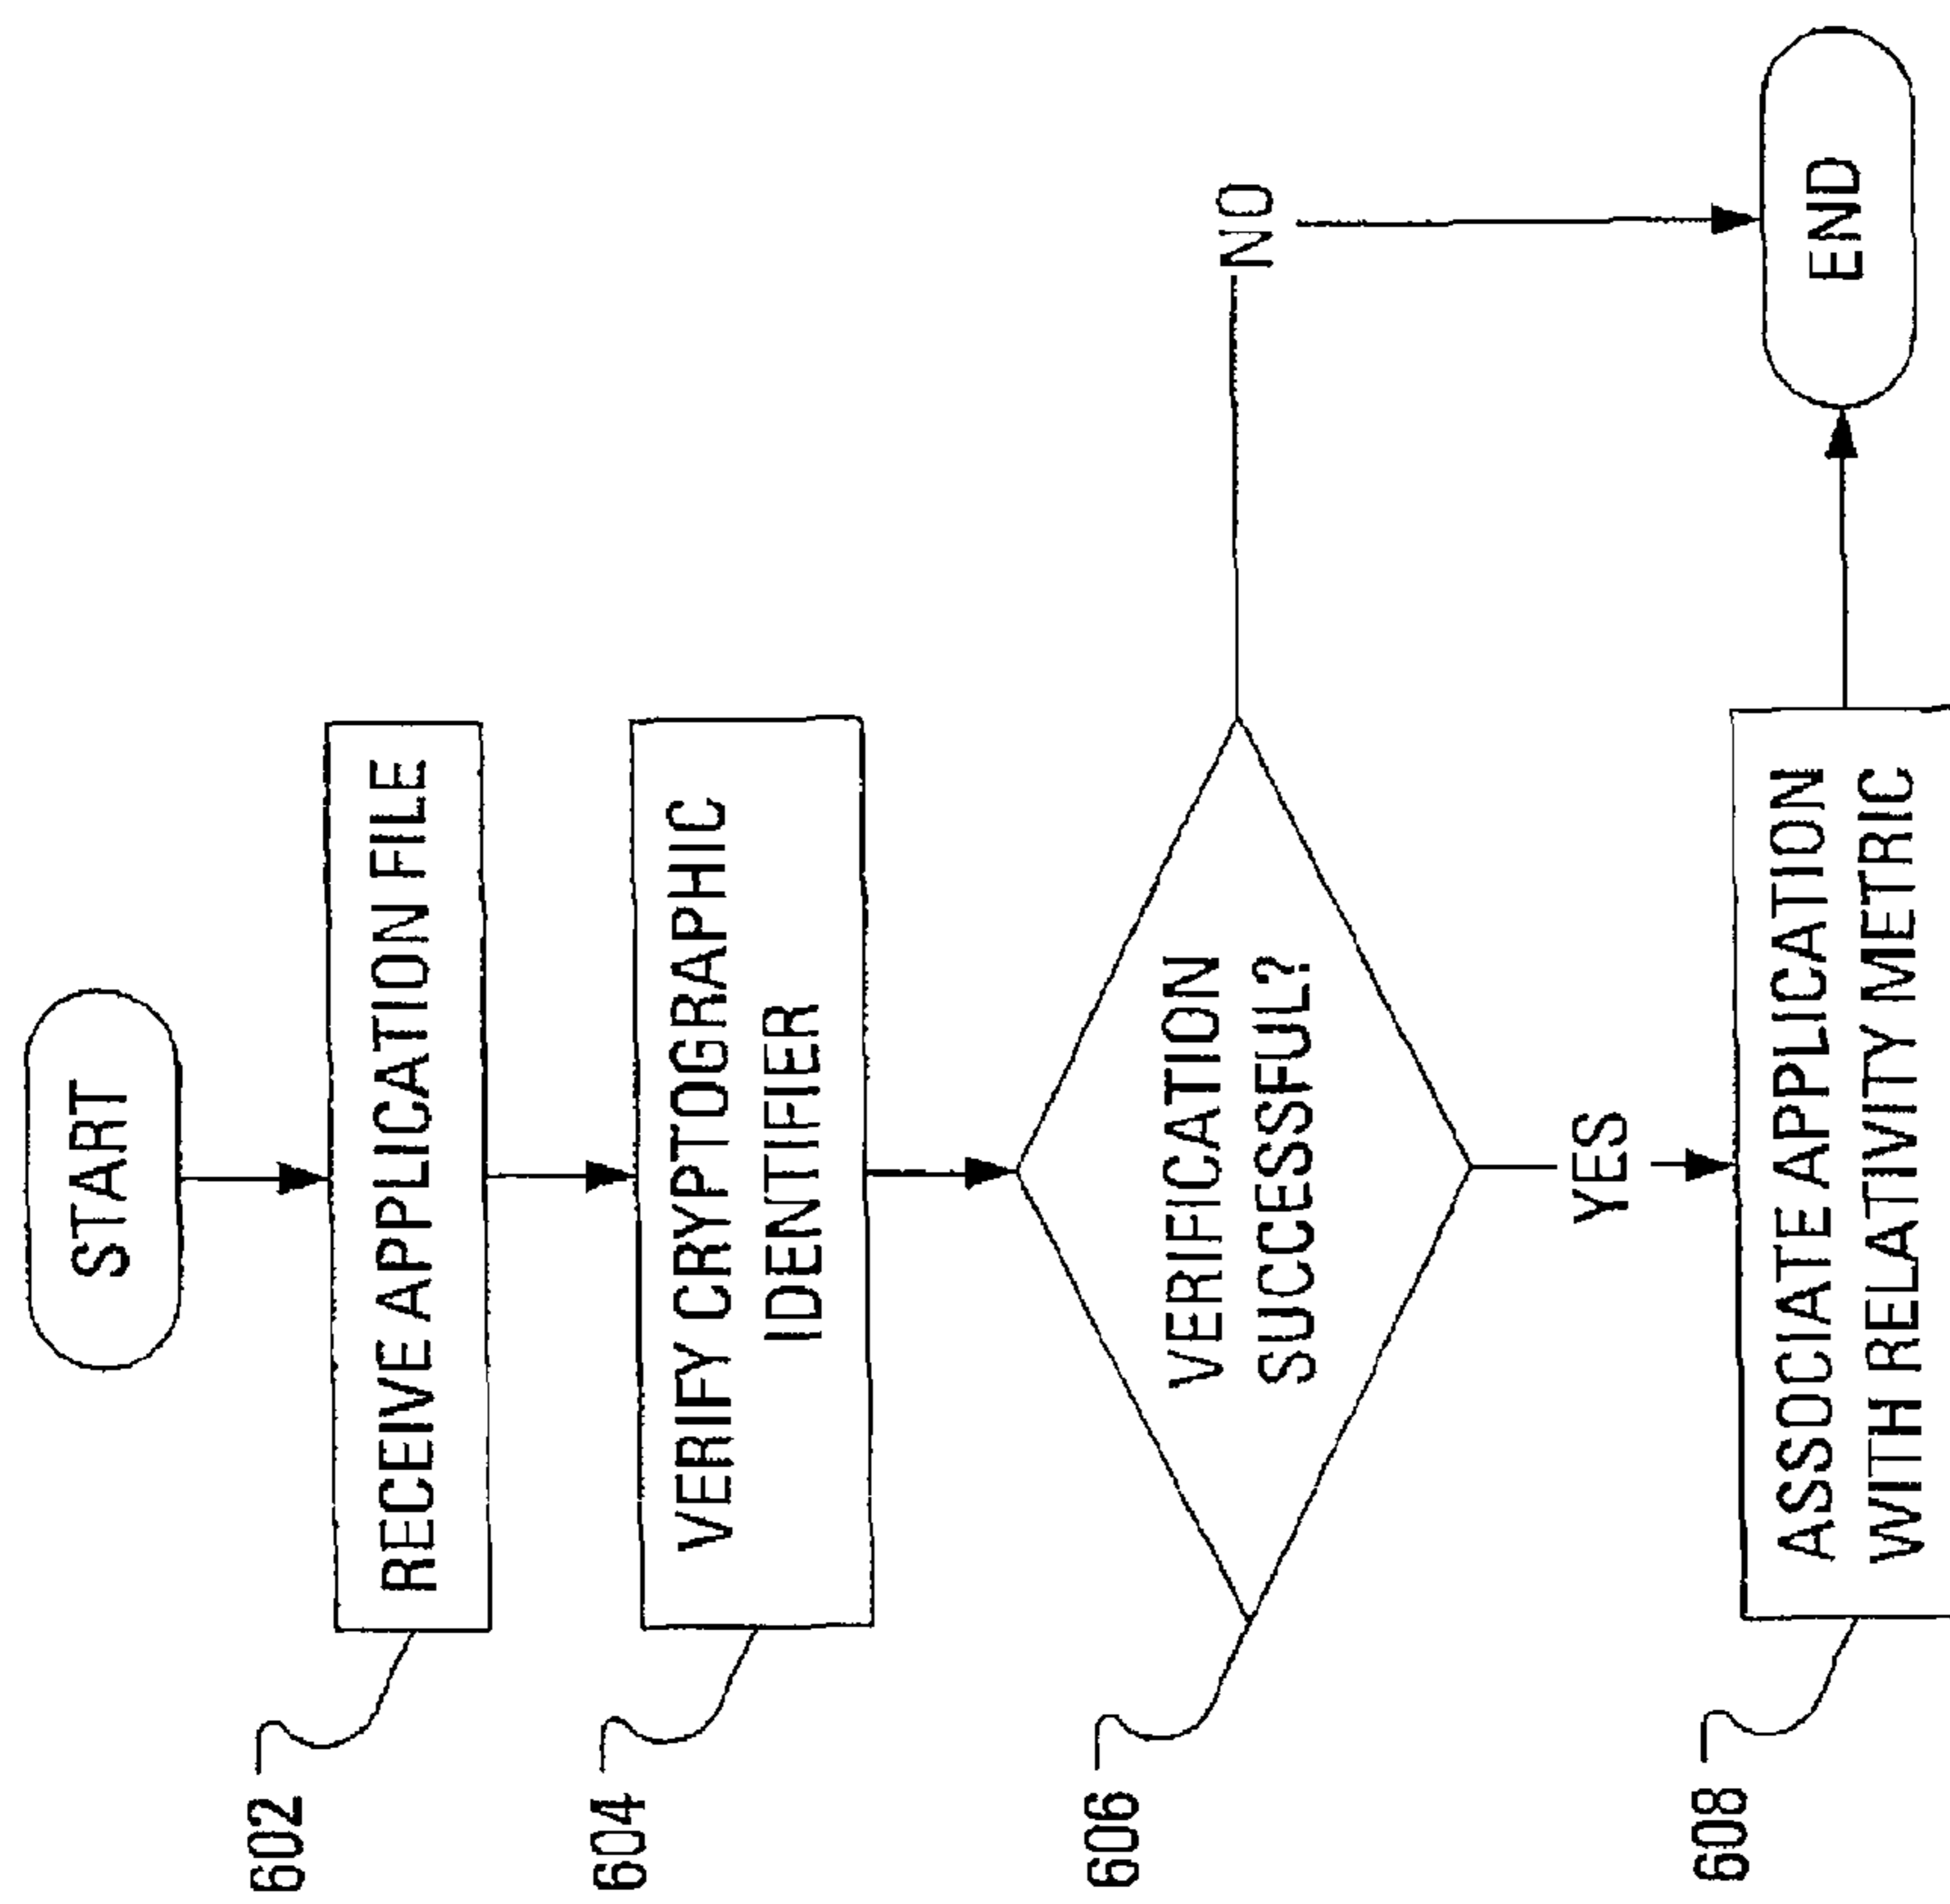 START
602
RECEIVE APPLICATION FILE
604
VERIFY CRYPTOGRAPHIC
IDENTIFIER
606
VERIFICATION
SUCCESSFUL?
NO
YES
608
ASSOCIATE APPLICATION
WITH RELATIVITY METRIC
END